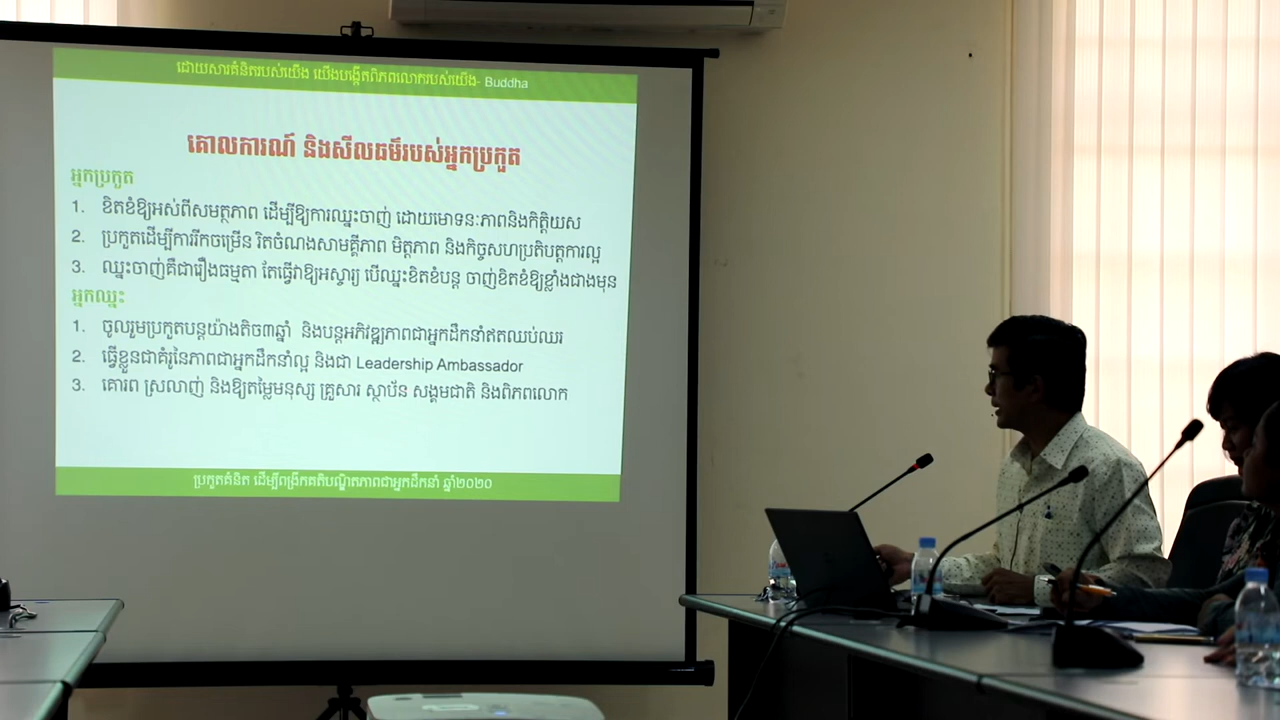 ដោយសារគំនិតរបស់យើង យើងបង្កើតពិភពលោករបស់យើង- Buddha
គោលការណ៍ និងសីលធម៌របស់អ្នកប្រកួត
អ្នកប្រកួត
1. ខិតខំឱ្យអស់ពីសមត្ថភាព ដើម្បីឱ្យការឈ្នះចាញ់ ដោយមោទនៈភាពនិងកិត្តិយស
2. ប្រកួតដើម្បីការរីកចម្រើន រិតចំណងសាមគ្គីភាព មិត្តភាព និងកិច្ចសហប្រតិបត្តការល្អ
3. ឈ្នះចាញ់គឺជារឿងធម្មតា តែធ្វើវាឱ្យអស្ចារ្យ បើឈ្នះខិតខំបន្ត ចាញ់ខិតខំឱ្យខ្លាំងជាងមុន
អ្នកឈ្នះ
1. ចូលរួមប្រកួតបន្តយ៉ាងតិច៣ឆ្នាំ និងបន្តអភិវឌ្ឍភាពជាអ្នកដឹកនាំឥតឈប់ឈរ
2. ធ្វើខ្លួនជាគំរូនៃភាពជាអ្នកដឹកនាំល្អ និងជា Leadership Ambassador
3. គោរព ស្រលាញ់ និងឱ្យតម្លៃមនុស្ស គ្រួសារ ស្ថាប័ន សង្គមជាតិ និងពិភពលោក
ប្រកួតគំនិត ដើម្បីពង្រីកគតិបណ្ឌិតភាពជាអ្នកដឹកនាំ ឆ្នាំ២០២០